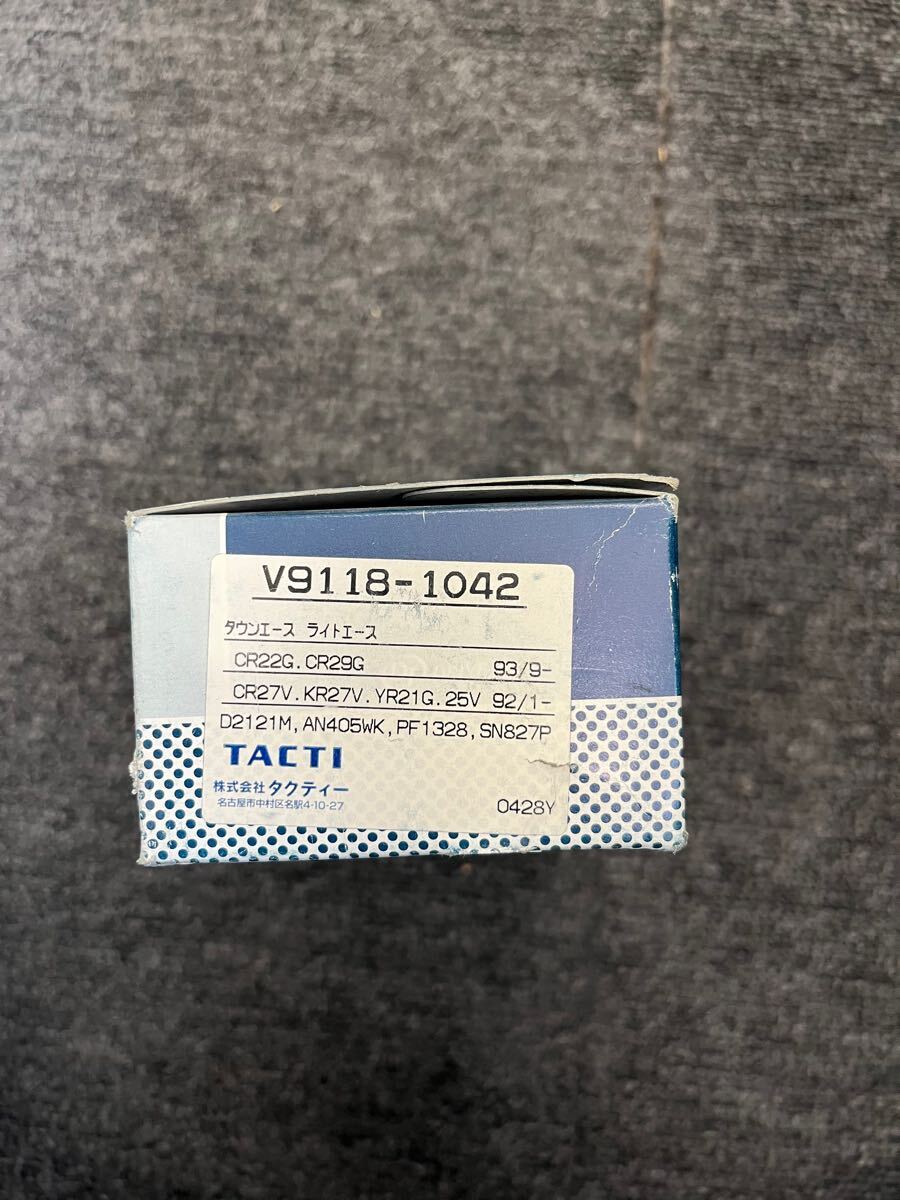 V9118-1042
タウンエース ライトエース
CR22G.CR29G 93/9-
CR27V.KR27V.YR21G.25V 92/1-
D2121M,AN405WK,PF1328,SN827P
TACTI
株式会社 タクティー
名古屋市中村区名駅4-10-27
0428Y